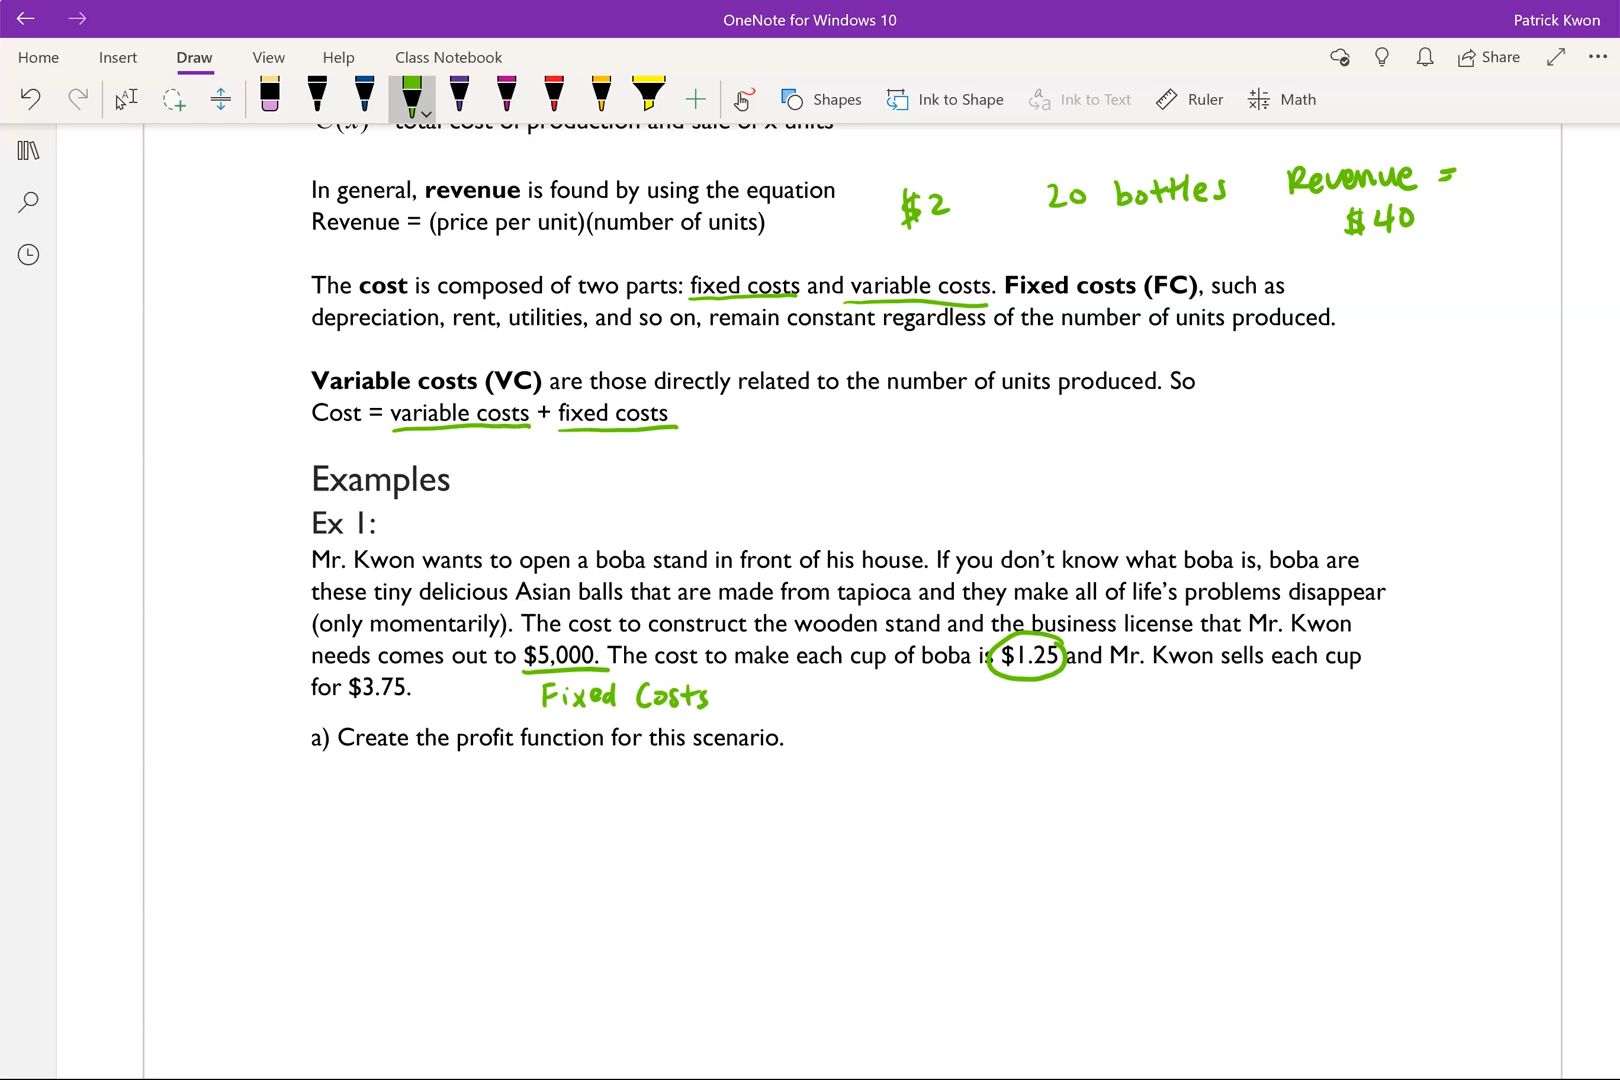 OneNote for Windows 10
Patrick Kwon
Home Insert Draw View Help Class Notebook
Share
Shapes Ink to Shape Ink to Text Ruler Math
C(x) = total cost of production and sale of x units
In general, revenue is found by using the equation
Revenue = (price per unit)(number of units)
$2 20 bottles Revenue =
$40
The cost is composed of two parts: fixed costs and variable costs. Fixed costs (FC), such as
depreciation, rent, utilities, and so on, remain constant regardless of the number of units produced.
Variable costs (VC) are those directly related to the number of units produced. So
Cost = variable costs + fixed costs
Examples
Ex 1:
Mr. Kwon wants to open a boba stand in front of his house. If you don’t know what boba is, boba are
these tiny delicious Asian balls that are made from tapioca and they make all of life’s problems disappear
(only momentarily). The cost to construct the wooden stand and the business license that Mr. Kwon
needs comes out to $5,000. The cost to make each cup of boba is $1.25 and Mr. Kwon sells each cup
for $3.75.
Fixed Costs
a) Create the profit function for this scenario.